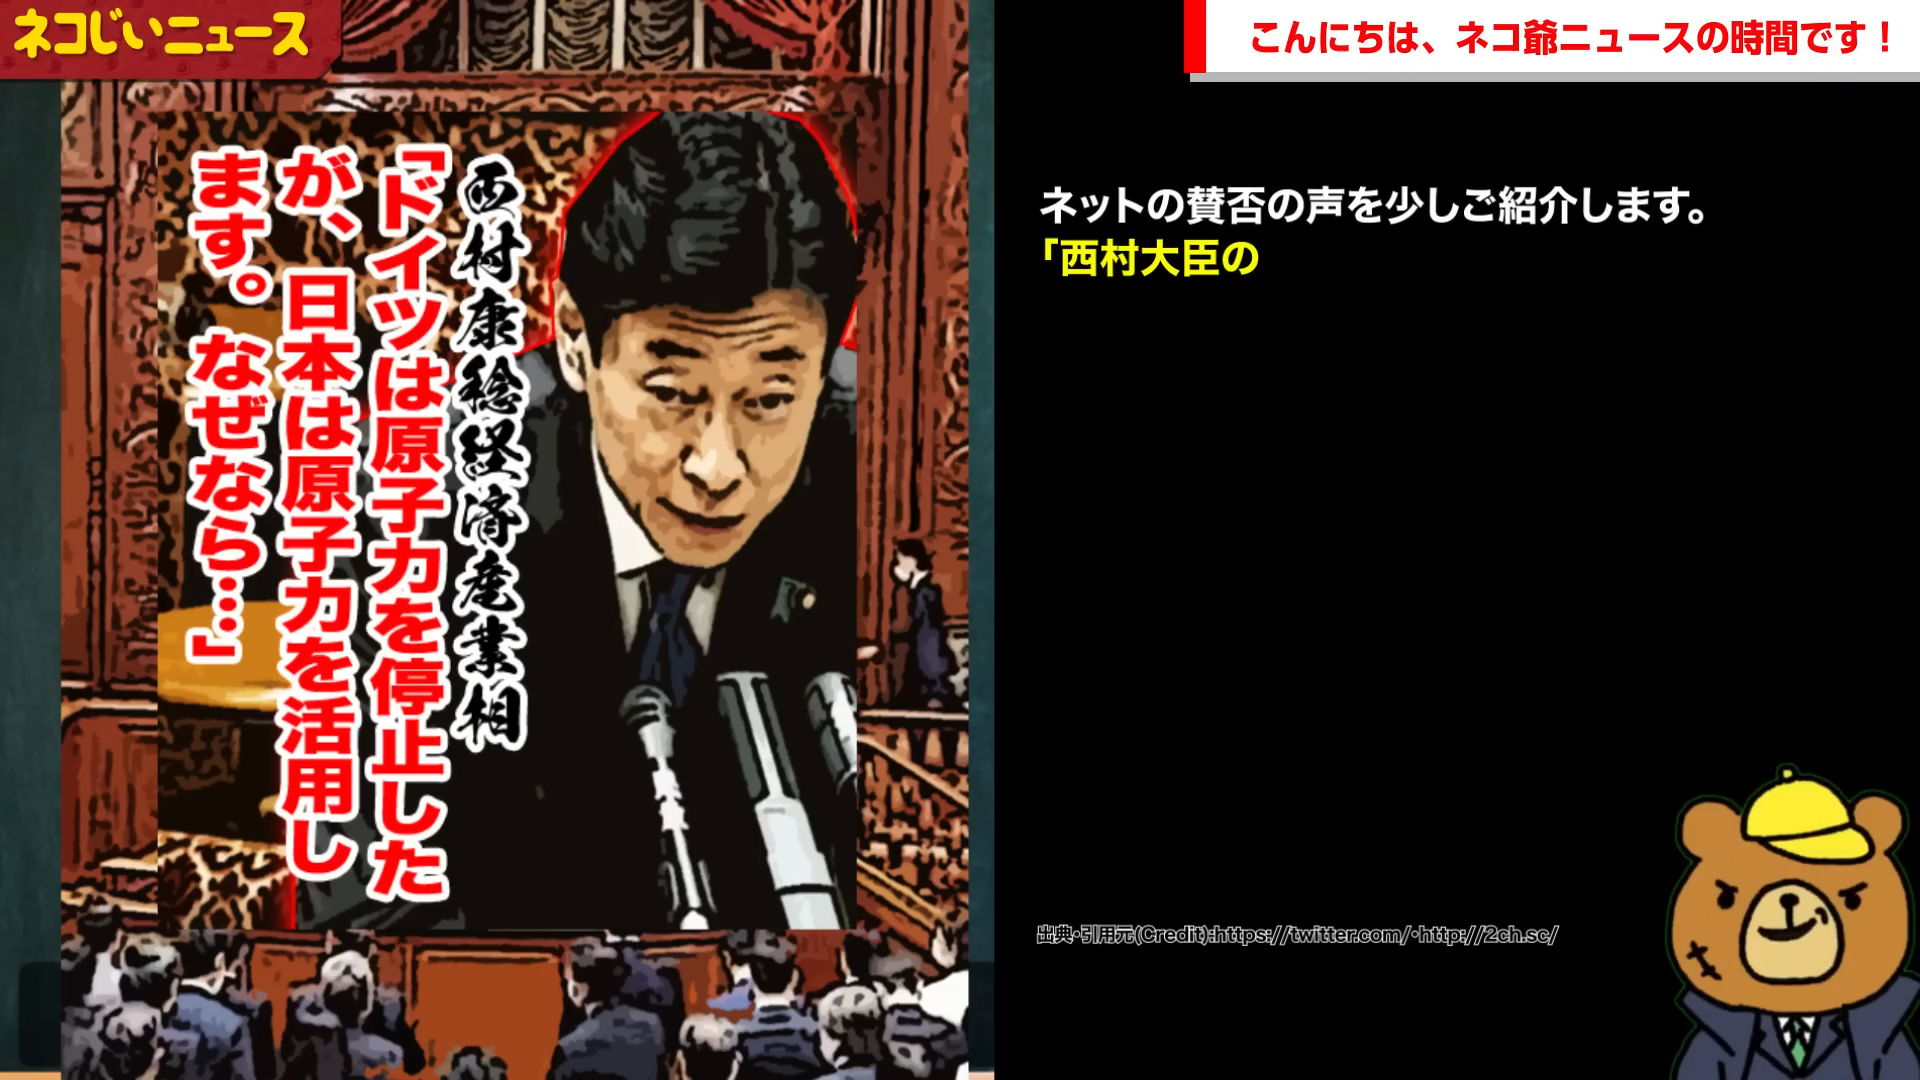 ネコじいニュース
こんにちは、ネコ爺ニュースの時間です！
西村康稔経済産業相
「ドイツは原子力を停止した
が、日本は原子力を活用し
ます。なぜなら…」
ネットの賛否の声を少しご紹介します。
「西村大臣の
出典・引用元(Credit):https://twitter.com/・http://2ch.sc/